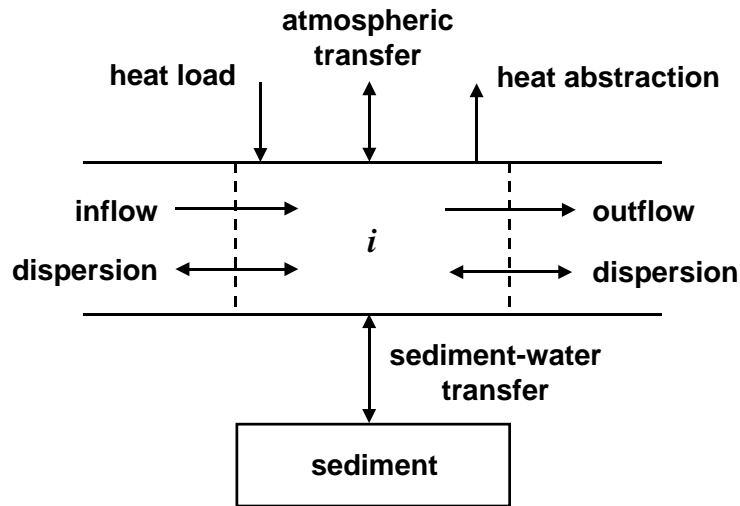 atmospheric
transfer
heat load
heat abstraction
inflow
outflow
i
dispersion
dispersion
sediment-water
transfer
sediment